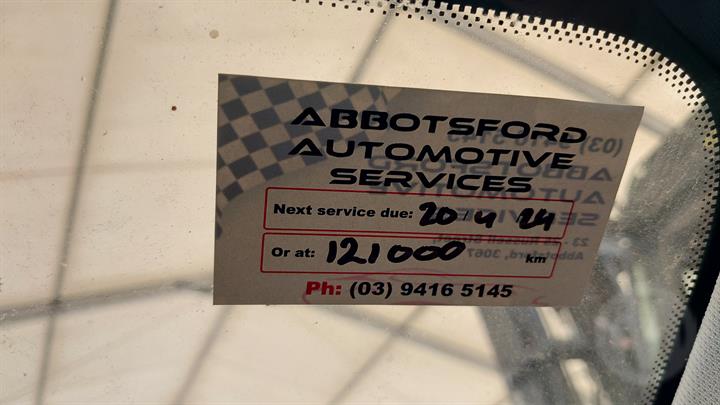 ABBOTSFORD
AUTOMOTIVE
SERVICES
Next service due: 20/4 24
Or at: 121000 km
Ph: (03) 9416 5145